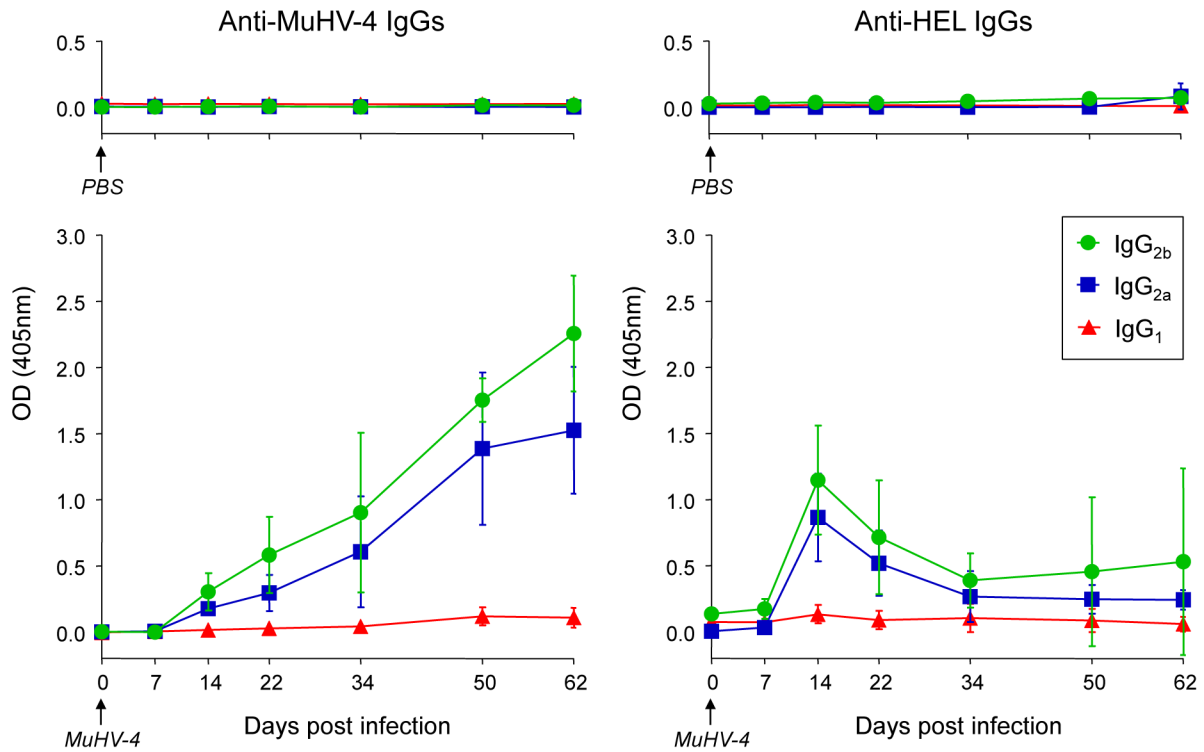 Anti-MuHV-4 IgGs
0.5
0.0
PBS
Anti-HEL IgGs
0.5
0.0
PBS
OD (405nm)
3.0
2.5
2.0
1.5
1.0
0.5
0.0
0 7 14 22 34 50 62
Days post infection
MuHV-4
OD (405nm)
3.0
2.5
2.0
1.5
1.0
0.5
0.0
0 7 14 22 34 50 62
Days post infection
MuHV-4
IgG2b
IgG2a
IgG1